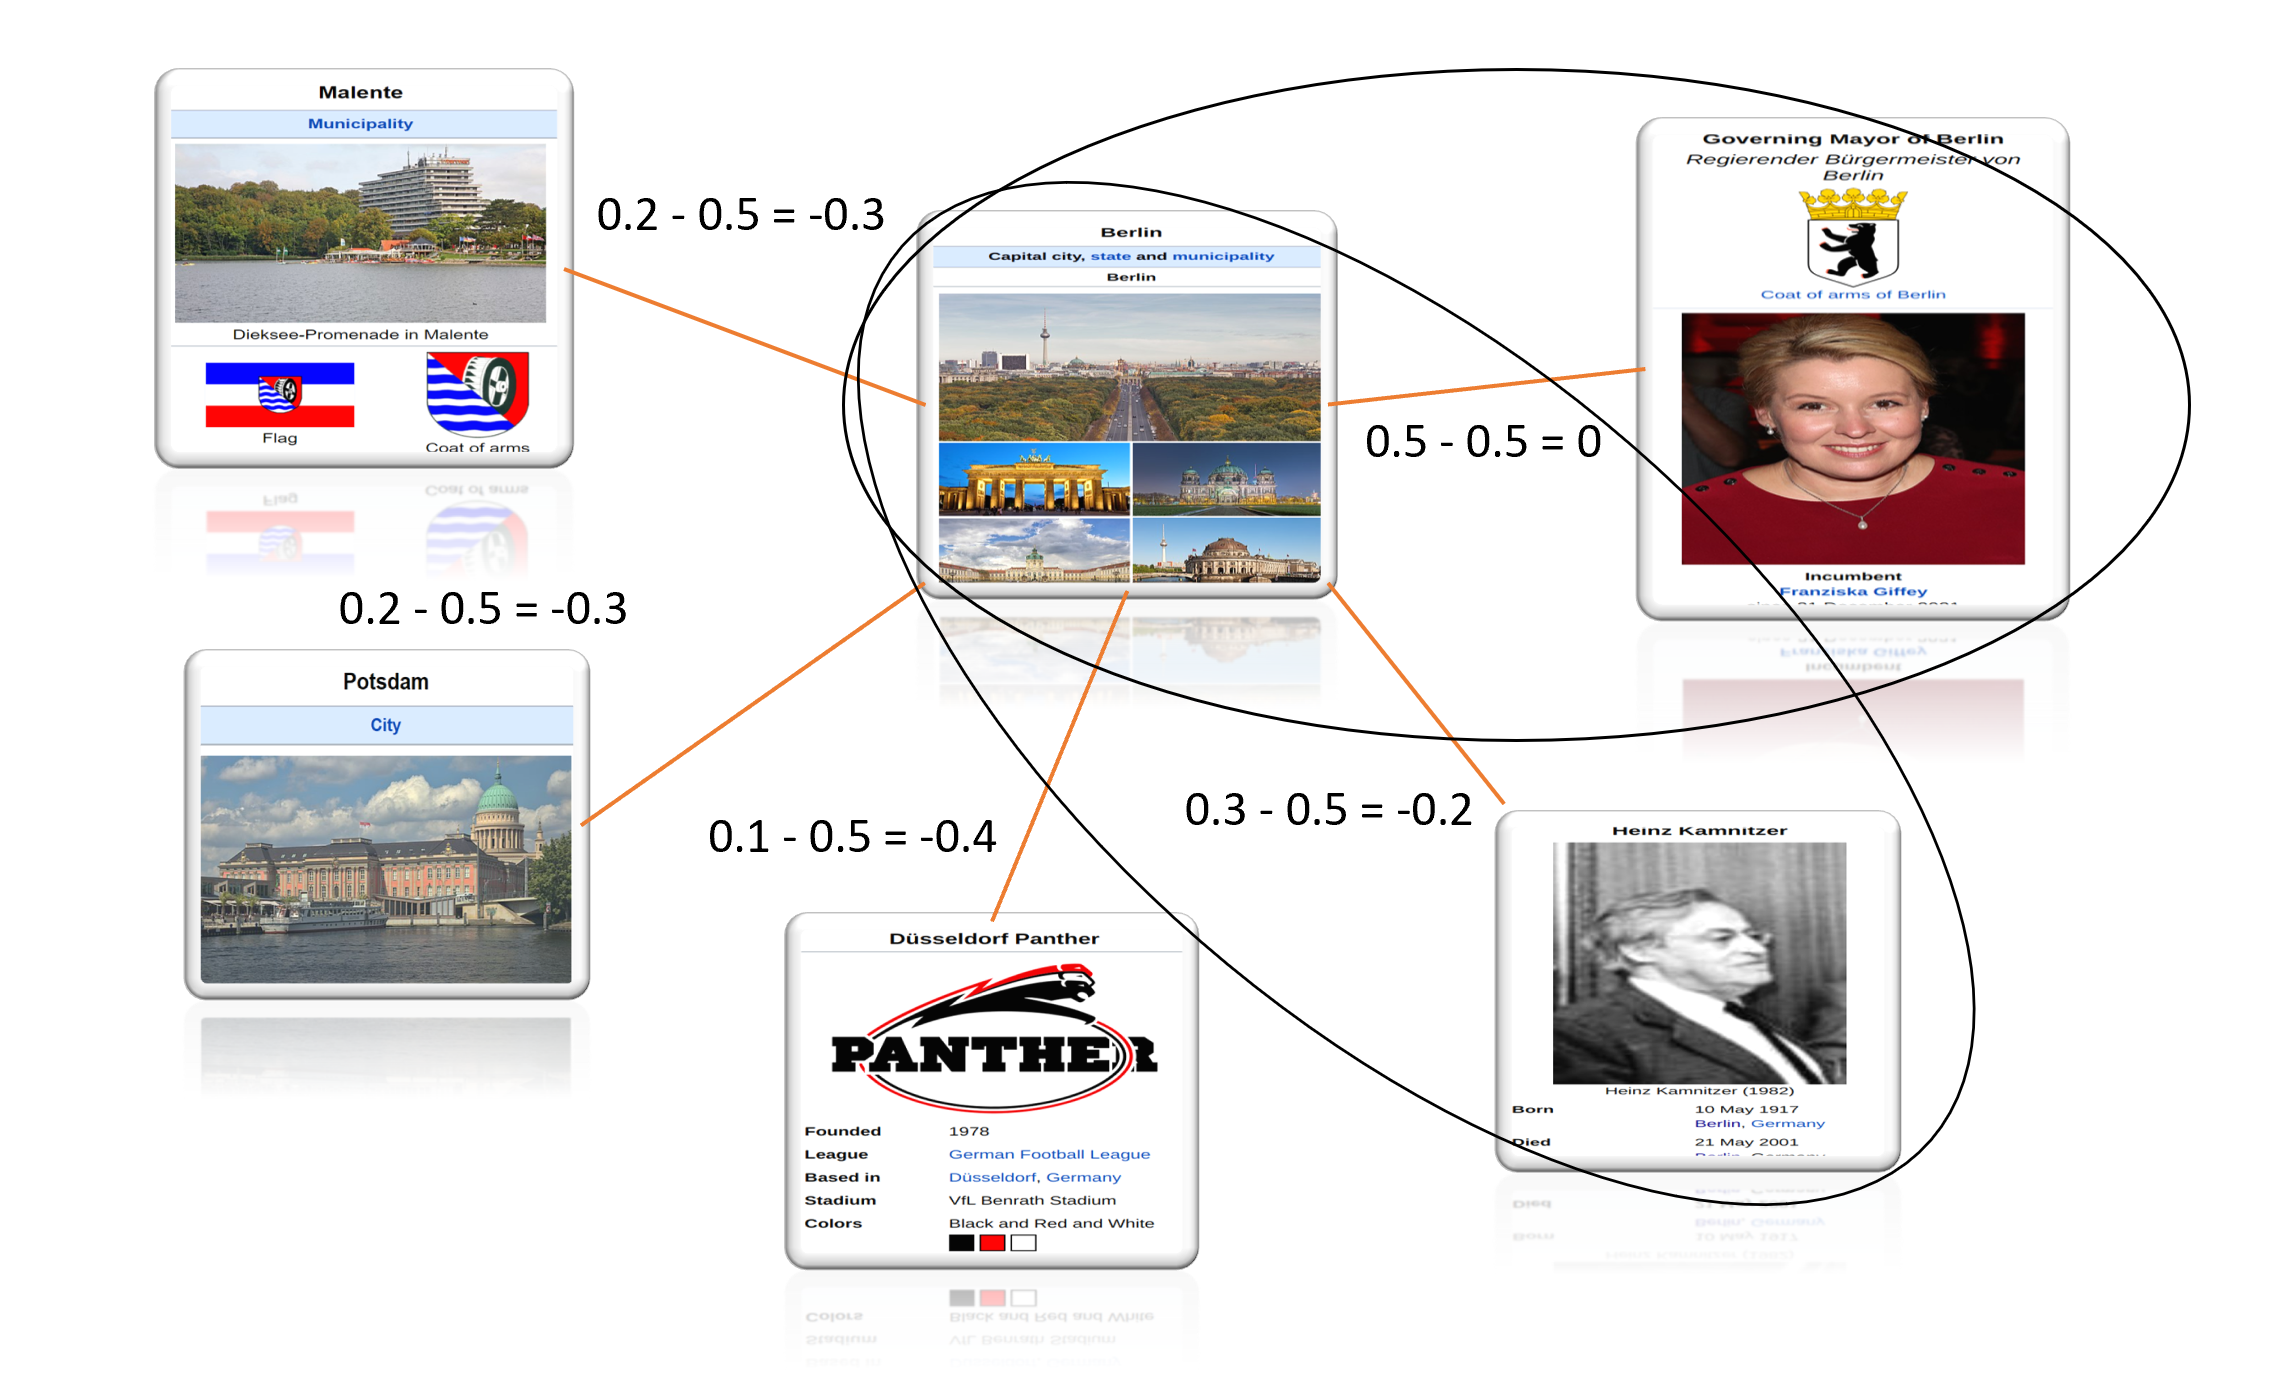 Malente
Municipality
Dieksee-Promenade in Malente
Flag
Coat of arms
0.2 - 0.5 = -0.3
Berlin
Capital city, state and municipality
Berlin
Governing Mayor of Berlin
Regierender Bürgermeister von
Berlin
Coat of arms of Berlin
Incumbent
Franziska Giffey
0.5 - 0.5 = 0
0.2 - 0.5 = -0.3
Potsdam
City
0.1 - 0.5 = -0.4
0.3 - 0.5 = -0.2
Düsseldorf Panther
PANTHER
Founded 1978
League German Football League
Based in Düsseldorf, Germany
Stadium VfL Benrath Stadium
Colors Black and Red and White
Heinz Kamnitzer
Heinz Kamnitzer (1982)
Born 10 May 1917
Berlin, Germany
Died 21 May 2001
Berlin, Germany